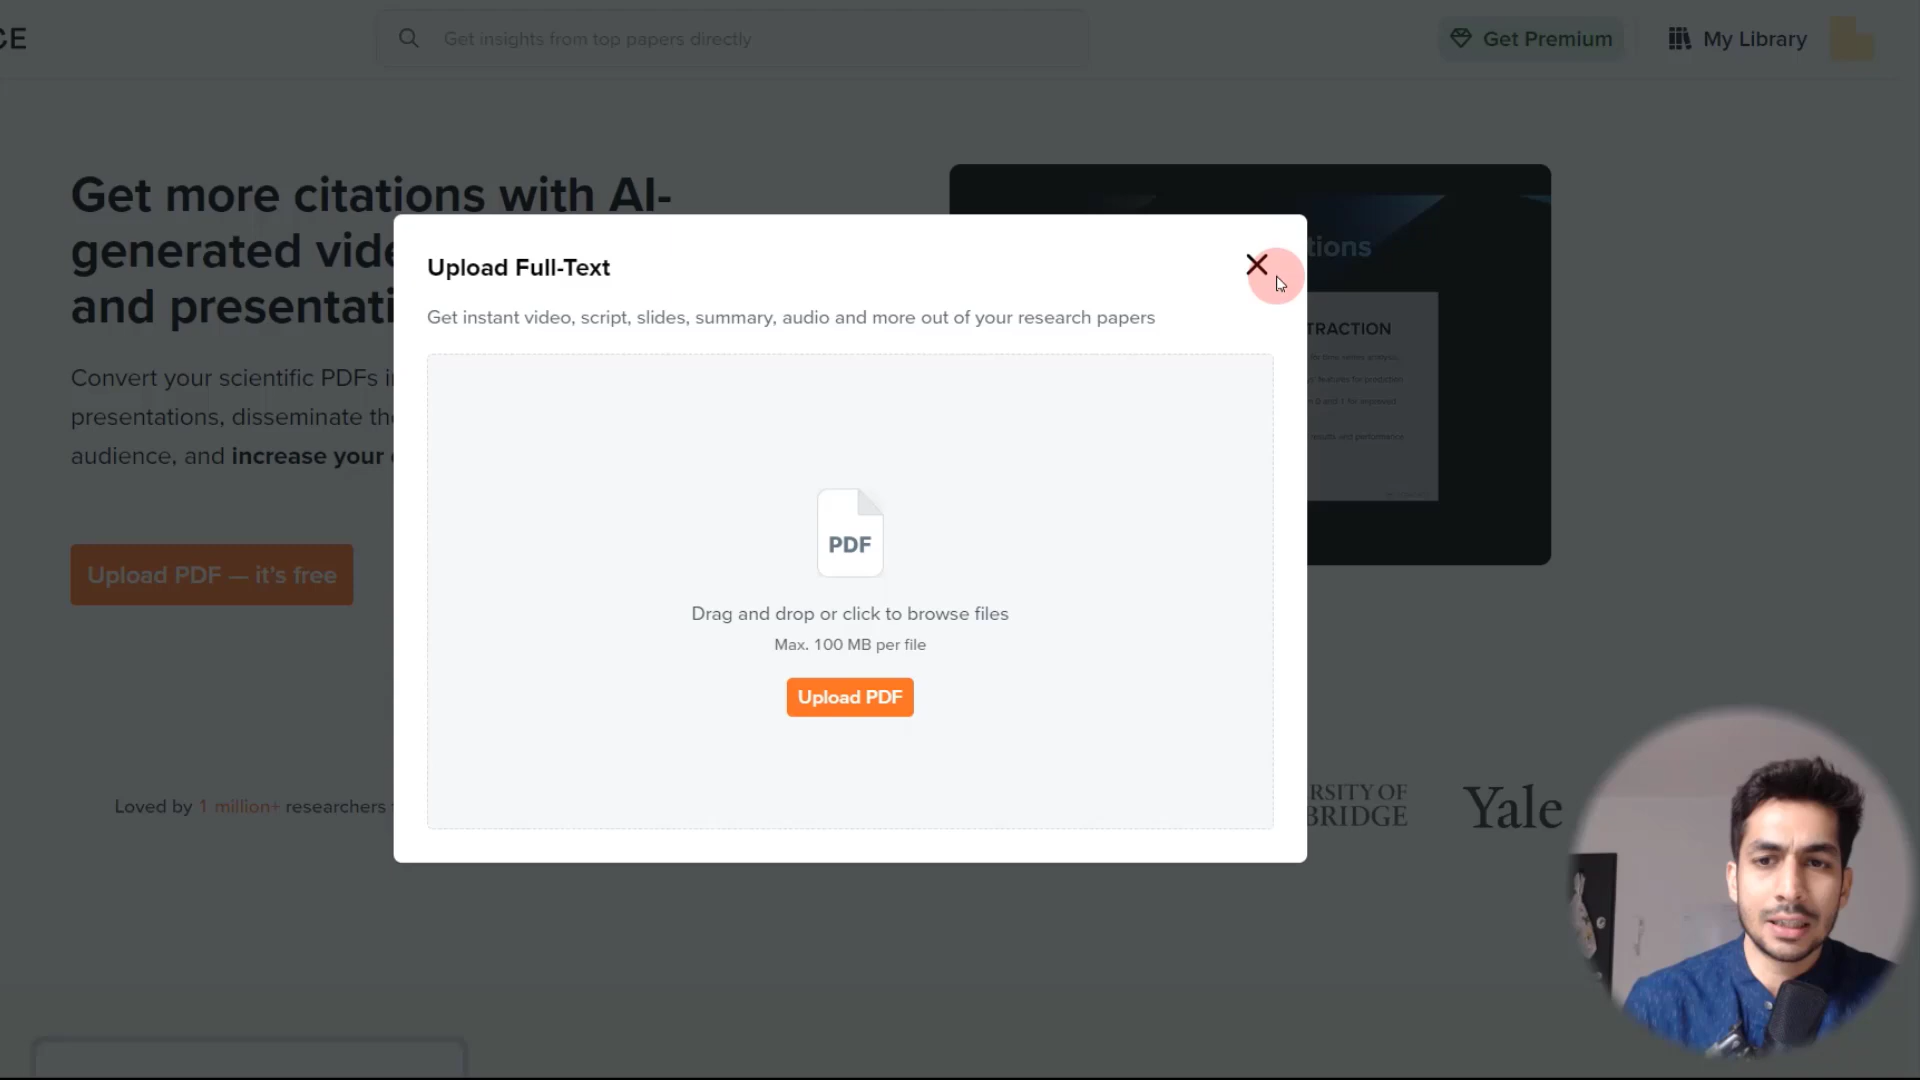 CE
Get insights from top papers directly
Get Premium
My Library
Get more citations with AI-
generated vide
and presentati
Convert your scientific PDFs i
presentations, disseminate the
audience, and increase your
Upload PDF — it's free
Upload Full-Text
Get instant video, script, slides, summary, audio and more out of your research papers
PDF
Drag and drop or click to browse files
Max. 100 MB per file
Upload PDF
tions
TRACTION
Loved by 1 million+ researchers
RSITY OF
BRIDGE
Yale